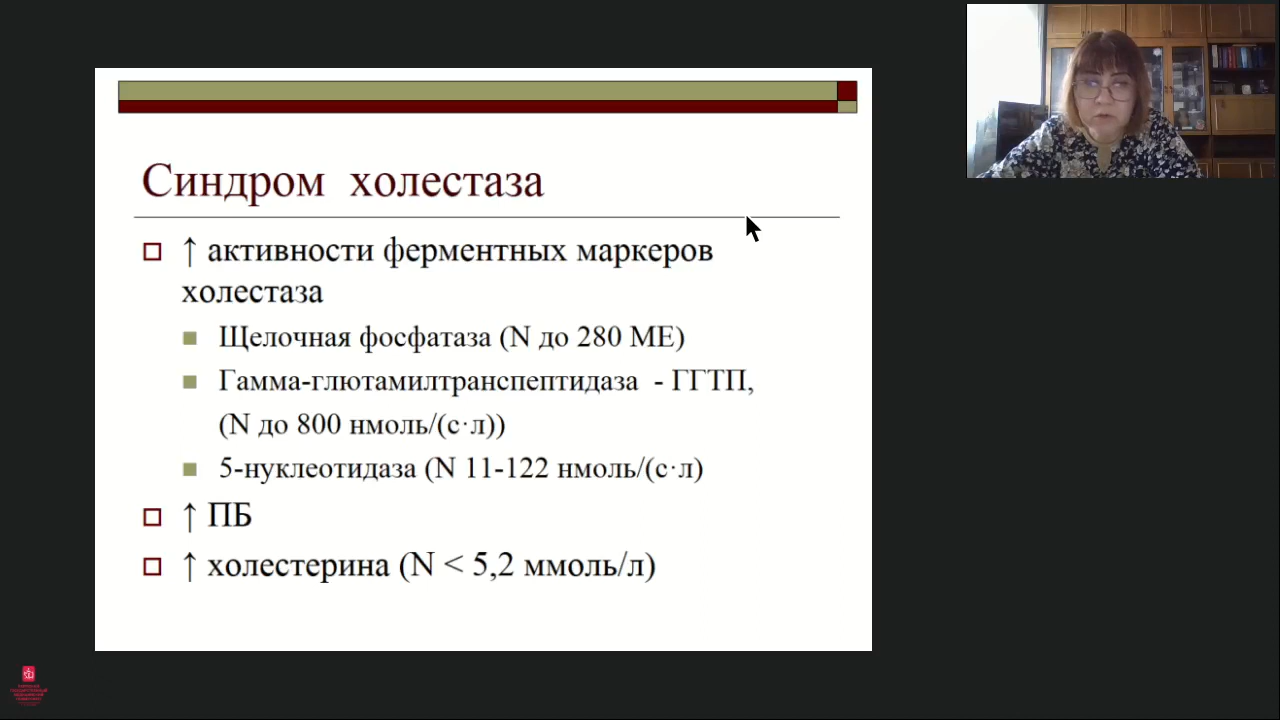 Синдром холестаза
↑ активности ферментных маркеров
холестаза
Щелочная фосфатаза (N до 280 МЕ)
Гамма-глютамилтранспептидаза - ГГТП,
(N до 800 нмоль/(с·л))
5-нуклеотидаза (N 11-122 нмоль/(с·л)
↑ ПБ
↑ холестерина (N < 5,2 ммоль/л)